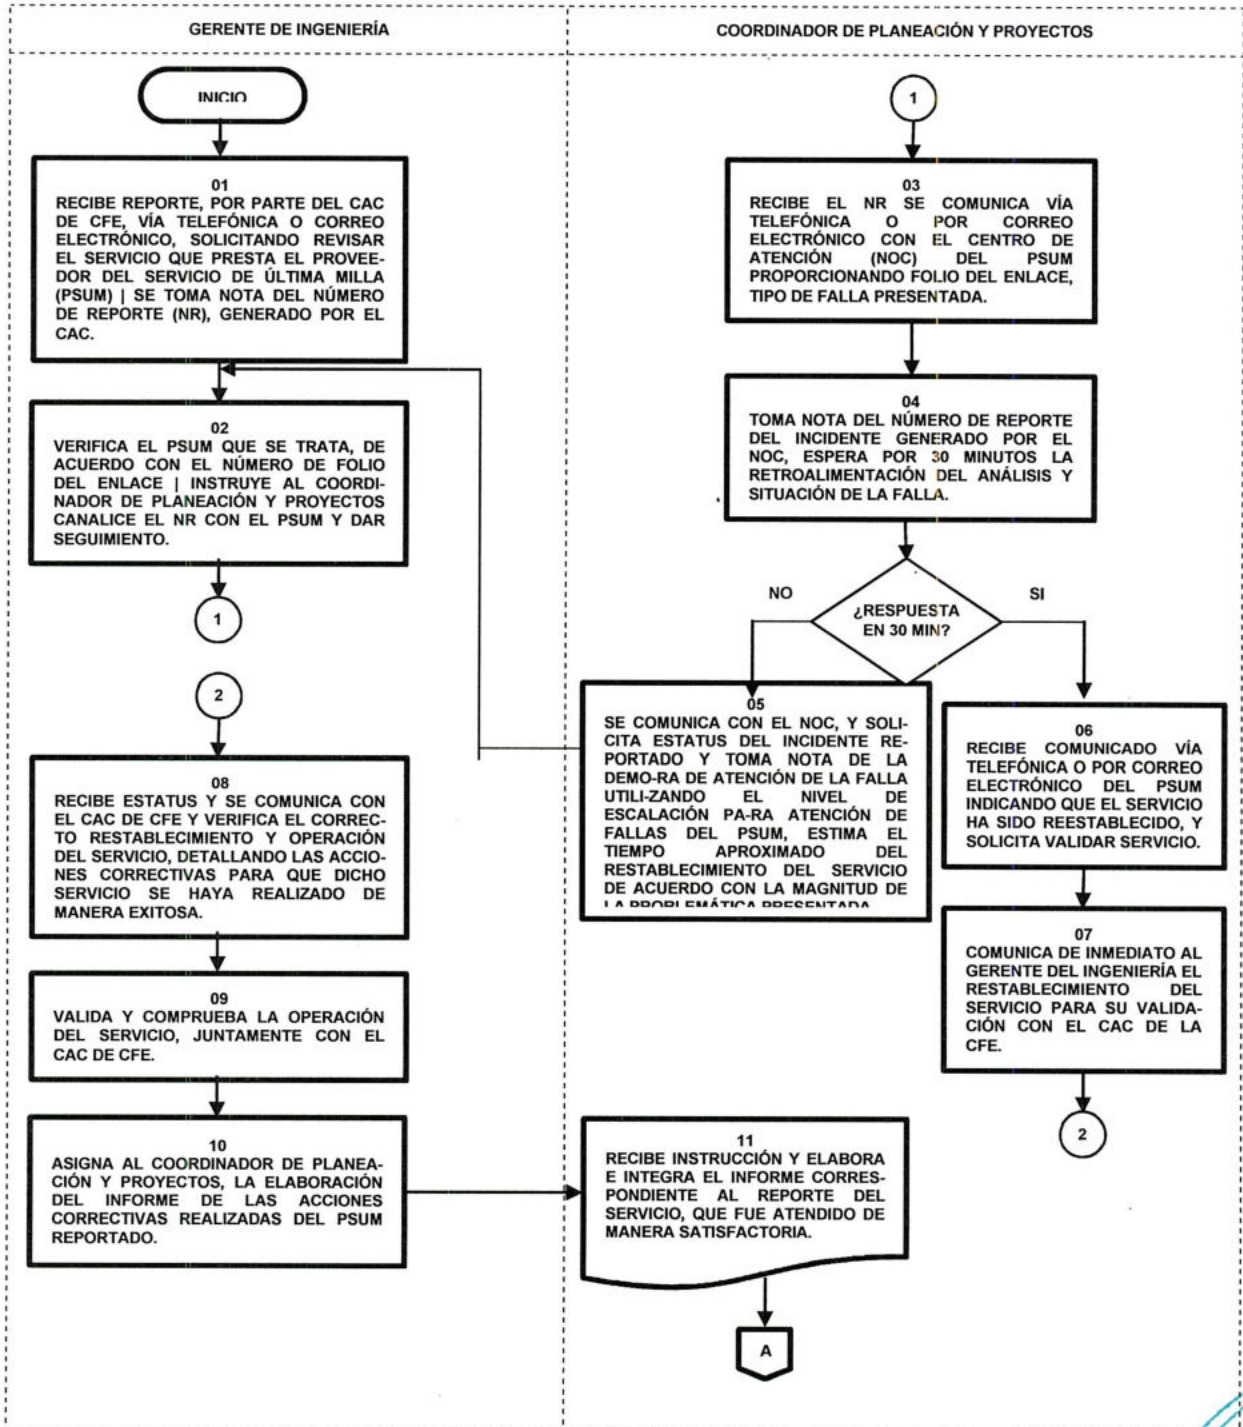 GERENTE DE INGENIERÍA
COORDINADOR DE PLANEACIÓN Y PROYECTOS
INICIO
01
RECIBE REPORTE, POR PARTE DEL CAC
DE CFE, VÍA TELEFÓNICA O CORREO
ELECTRÓNICO, SOLICITANDO REVISAR
EL SERVICIO QUE PRESTA EL PROVEE-
DOR DEL SERVICIO DE ÚLTIMA MILLA
(PSUM) | SE TOMA NOTA DEL NÚMERO
DE REPORTE (NR), GENERADO POR EL
CAC.
02
VERIFICA EL PSUM QUE SE TRATA, DE
ACUERDO CON EL NÚMERO DE FOLIO
DEL ENLACE | INSTRUYE AL COORDI-
NADOR DE PLANEACIÓN Y PROYECTOS
CANALICE EL NR CON EL PSUM Y DAR
SEGUIMIENTO.
1
2
08
RECIBE ESTATUS Y SE COMUNICA CON
EL CAC DE CFE Y VERIFICA EL CORREC-
TO RESTABLECIMIENTO Y OPERACIÓN
DEL SERVICIO, DETALLANDO LAS ACCIO-
NES CORRECTIVAS PARA QUE DICHO
SERVICIO SE HAYA REALIZADO DE
MANERA EXITOSA.
09
VALIDA Y COMPRUEBA LA OPERACIÓN
DEL SERVICIO, JUNTAMENTE CON EL
CAC DE CFE.
10
ASIGNA AL COORDINADOR DE PLANEA-
CIÓN Y PROYECTOS, LA ELABORACIÓN
DEL INFORME DE LAS ACCIONES
CORRECTIVAS REALIZADAS DEL PSUM
REPORTADO.
1
03
RECIBE EL NR SE COMUNICA VÍA
TELEFÓNICA O POR CORREO
ELECTRÓNICO CON EL CENTRO DE
ATENCIÓN (NOC) DEL PSUM
PROPORCIONANDO FOLIO DEL ENLACE,
TIPO DE FALLA PRESENTADA.
04
TOMA NOTA DEL NÚMERO DE REPORTE
DEL INCIDENTE GENERADO POR EL
NOC, ESPERA POR 30 MINUTOS LA
RETROALIMENTACIÓN DEL ANÁLISIS Y
SITUACIÓN DE LA FALLA.
NO
¿RESPUESTA
EN 30 MIN?
SI
05
SE COMUNICA CON EL NOC, Y SOLI-
CITA ESTATUS DEL INCIDENTE RE-
PORTADO Y TOMA NOTA DE LA
DEMO-RA DE ATENCIÓN DE LA FALLA
UTILI-ZANDO EL NIVEL DE
ESCALACIÓN PA-RA ATENCIÓN DE
FALLAS DEL PSUM, ESTIMA EL
TIEMPO APROXIMADO DEL
RESTABLECIMIENTO DEL SERVICIO
DE ACUERDO CON LA MAGNITUD DE
LA PROBLEMÁTICA PRESENTADA
06
RECIBE COMUNICADO VÍA
TELEFÓNICA O POR CORREO
ELECTRÓNICO DEL PSUM
INDICANDO QUE EL SERVICIO
HA SIDO REESTABLECIDO, Y
SOLICITA VALIDAR SERVICIO.
07
COMUNICA DE INMEDIATO AL
GERENTE DEL INGENIERÍA EL
RESTABLECIMIENTO DEL
SERVICIO PARA SU VALIDA-
CIÓN CON EL CAC DE LA
CFE.
2
11
RECIBE INSTRUCCIÓN Y ELABORA
E INTEGRA EL INFORME CORRES-
PONDIENTE AL REPORTE DEL
SERVICIO, QUE FUE ATENDIDO DE
MANERA SATISFACTORIA.
A